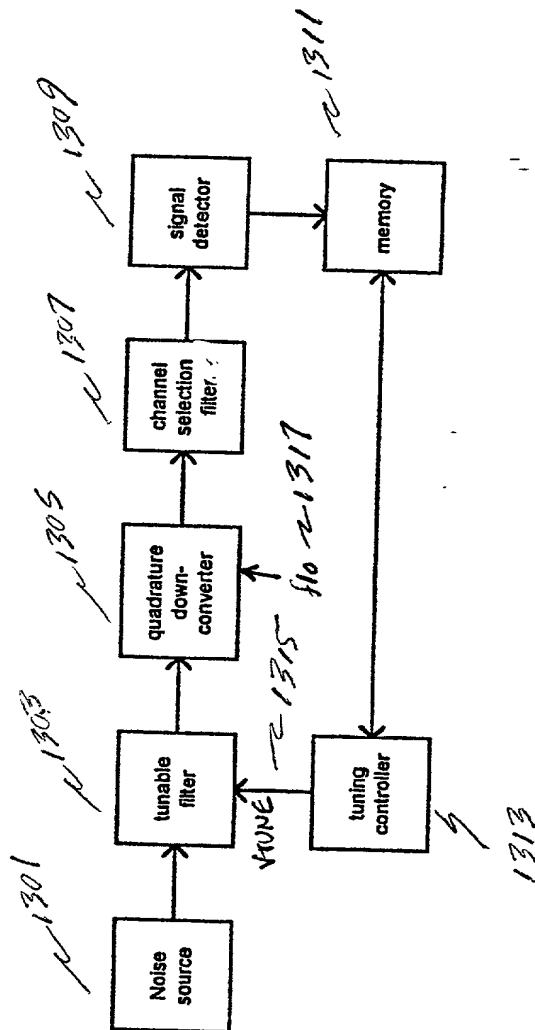 1301
1303
1305
1307
1309
Noise
source
tunable
filter
quadrature
down-
converter
channel
selection
filter
signal
detector
VTUNE
1315
flo
1317
1311
tuning
controller
memory
1313